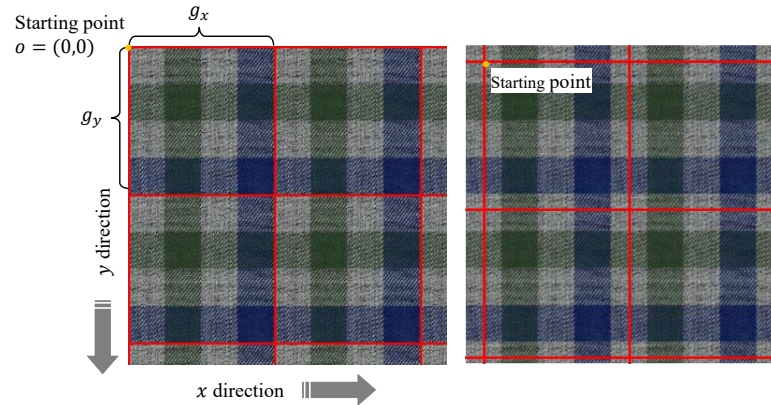 Starting point
o = (0,0)
g_x
g_y
y direction
x direction
Starting point